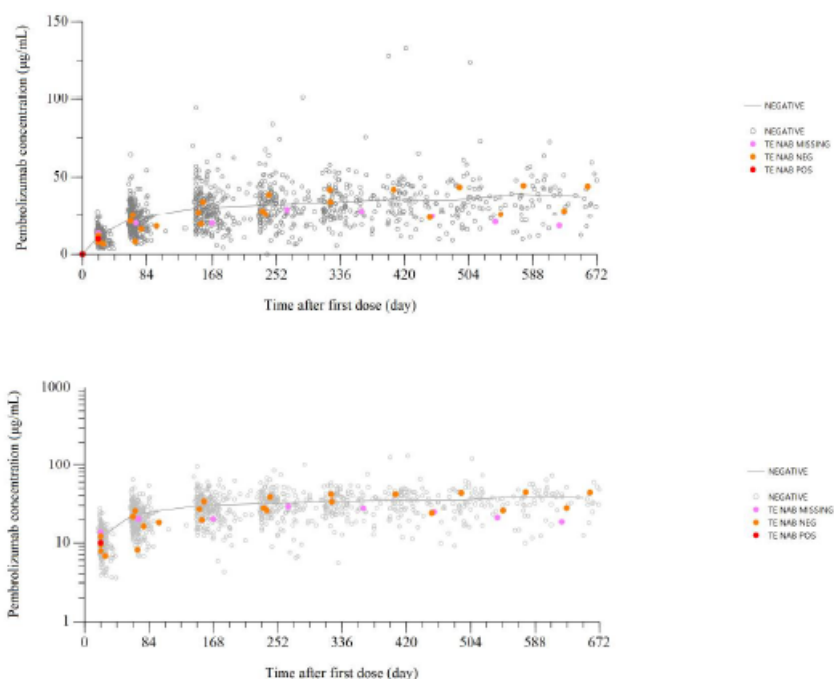 150
100
50
0
Pembrolizumab concentration (µg/mL)
0 84 168 252 336 420 504 588 672
Time after first dose (day)
NEGATIVE
NEGATIVE
TE NAB MISSING
TE NAB NEG
TE NAB POS
1000
100
10
1
Pembrolizumab concentration (µg/mL)
0 84 168 252 336 420 504 588 672
Time after first dose (day)
NEGATIVE
NEGATIVE
TE NAB MISSING
TE NAB NEG
TE NAB POS